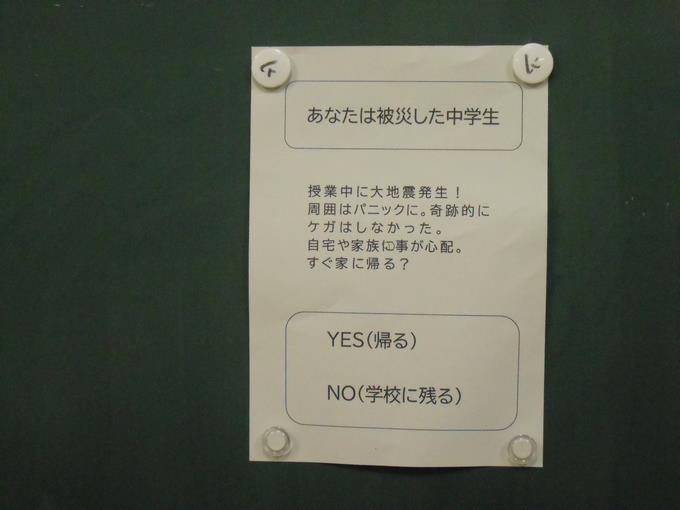 あなたは被災した中学生
授業中に大地震発生！
周囲はパニックに。奇跡的に
ケガはしなかった。
自宅や家族に事が心配。
すぐ家に帰る？
YES(帰る)
NO(学校に残る)